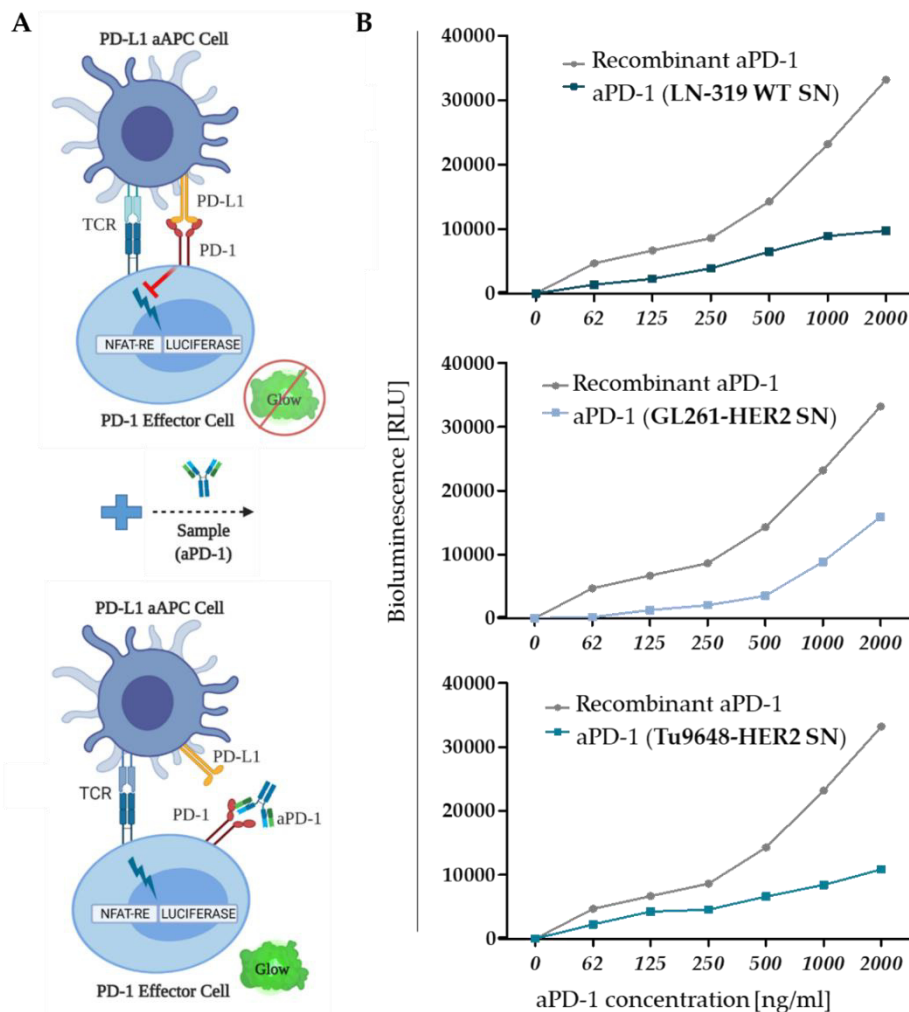 A
PD-L1 aAPC Cell
PD-L1
TCR
PD-1
NFAT-RE LUCIFERASE
Glow
PD-1 Effector Cell
Sample
(aPD-1)
PD-L1 aAPC Cell
PD-L1
TCR
PD-1
aPD-1
NFAT-RE LUCIFERASE
Glow
PD-1 Effector Cell
B
Bioluminescence [RLU]
40000
30000
20000
10000
0
Recombinant aPD-1
aPD-1 (LN-319 WT SN)
0 62 125 250 500 1000 2000
40000
30000
20000
10000
0
Recombinant aPD-1
aPD-1 (GL261-HER2 SN)
0 62 125 250 500 1000 2000
40000
30000
20000
10000
0
Recombinant aPD-1
aPD-1 (Tu9648-HER2 SN)
0 62 125 250 500 1000 2000
aPD-1 concentration [ng/ml]